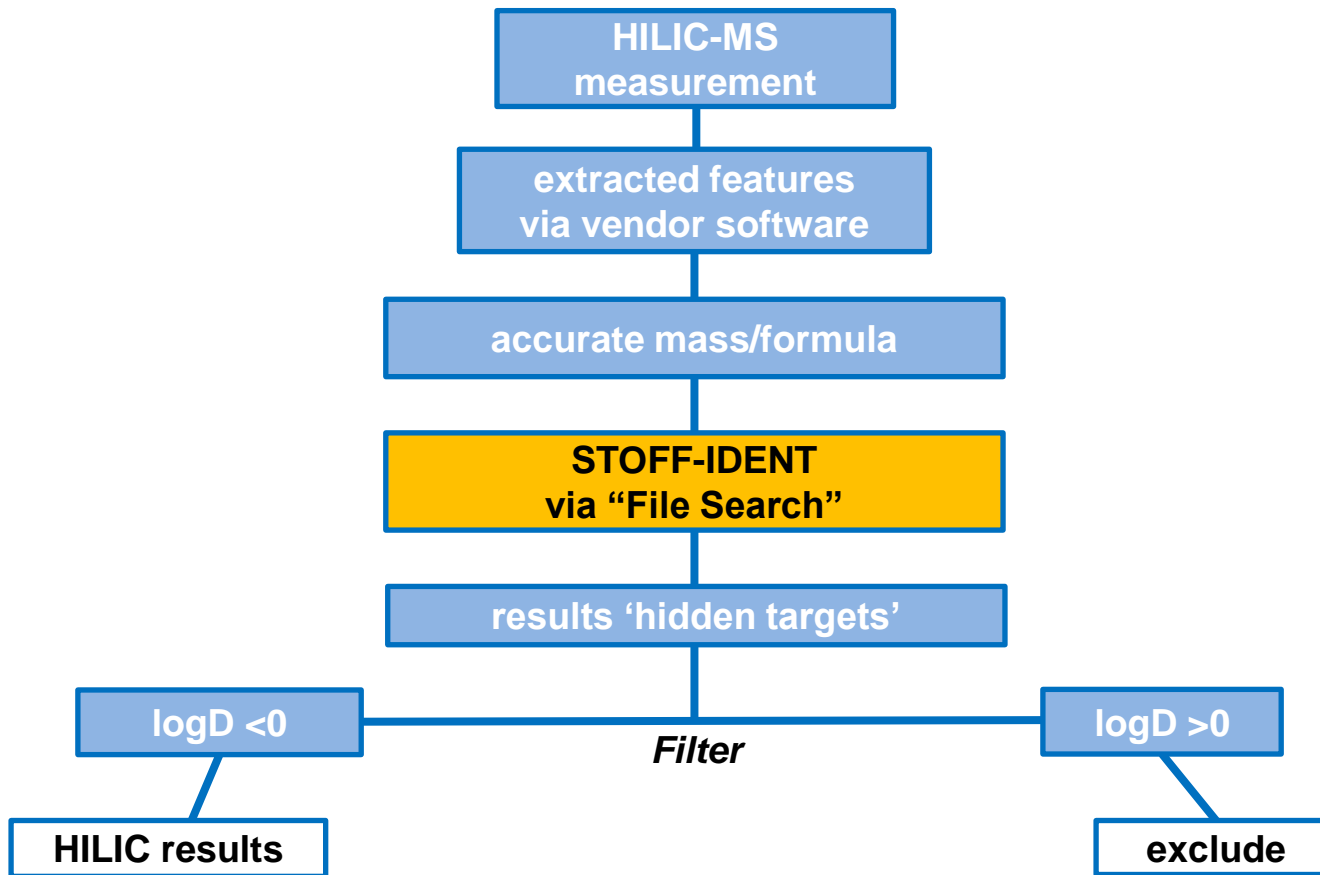 HILIC-MS
measurement
extracted features
via vendor software
accurate mass/formula
STOFF-IDENT
via “File Search”
results ‘hidden targets’
logD <0
logD >0
Filter
HILIC results
exclude